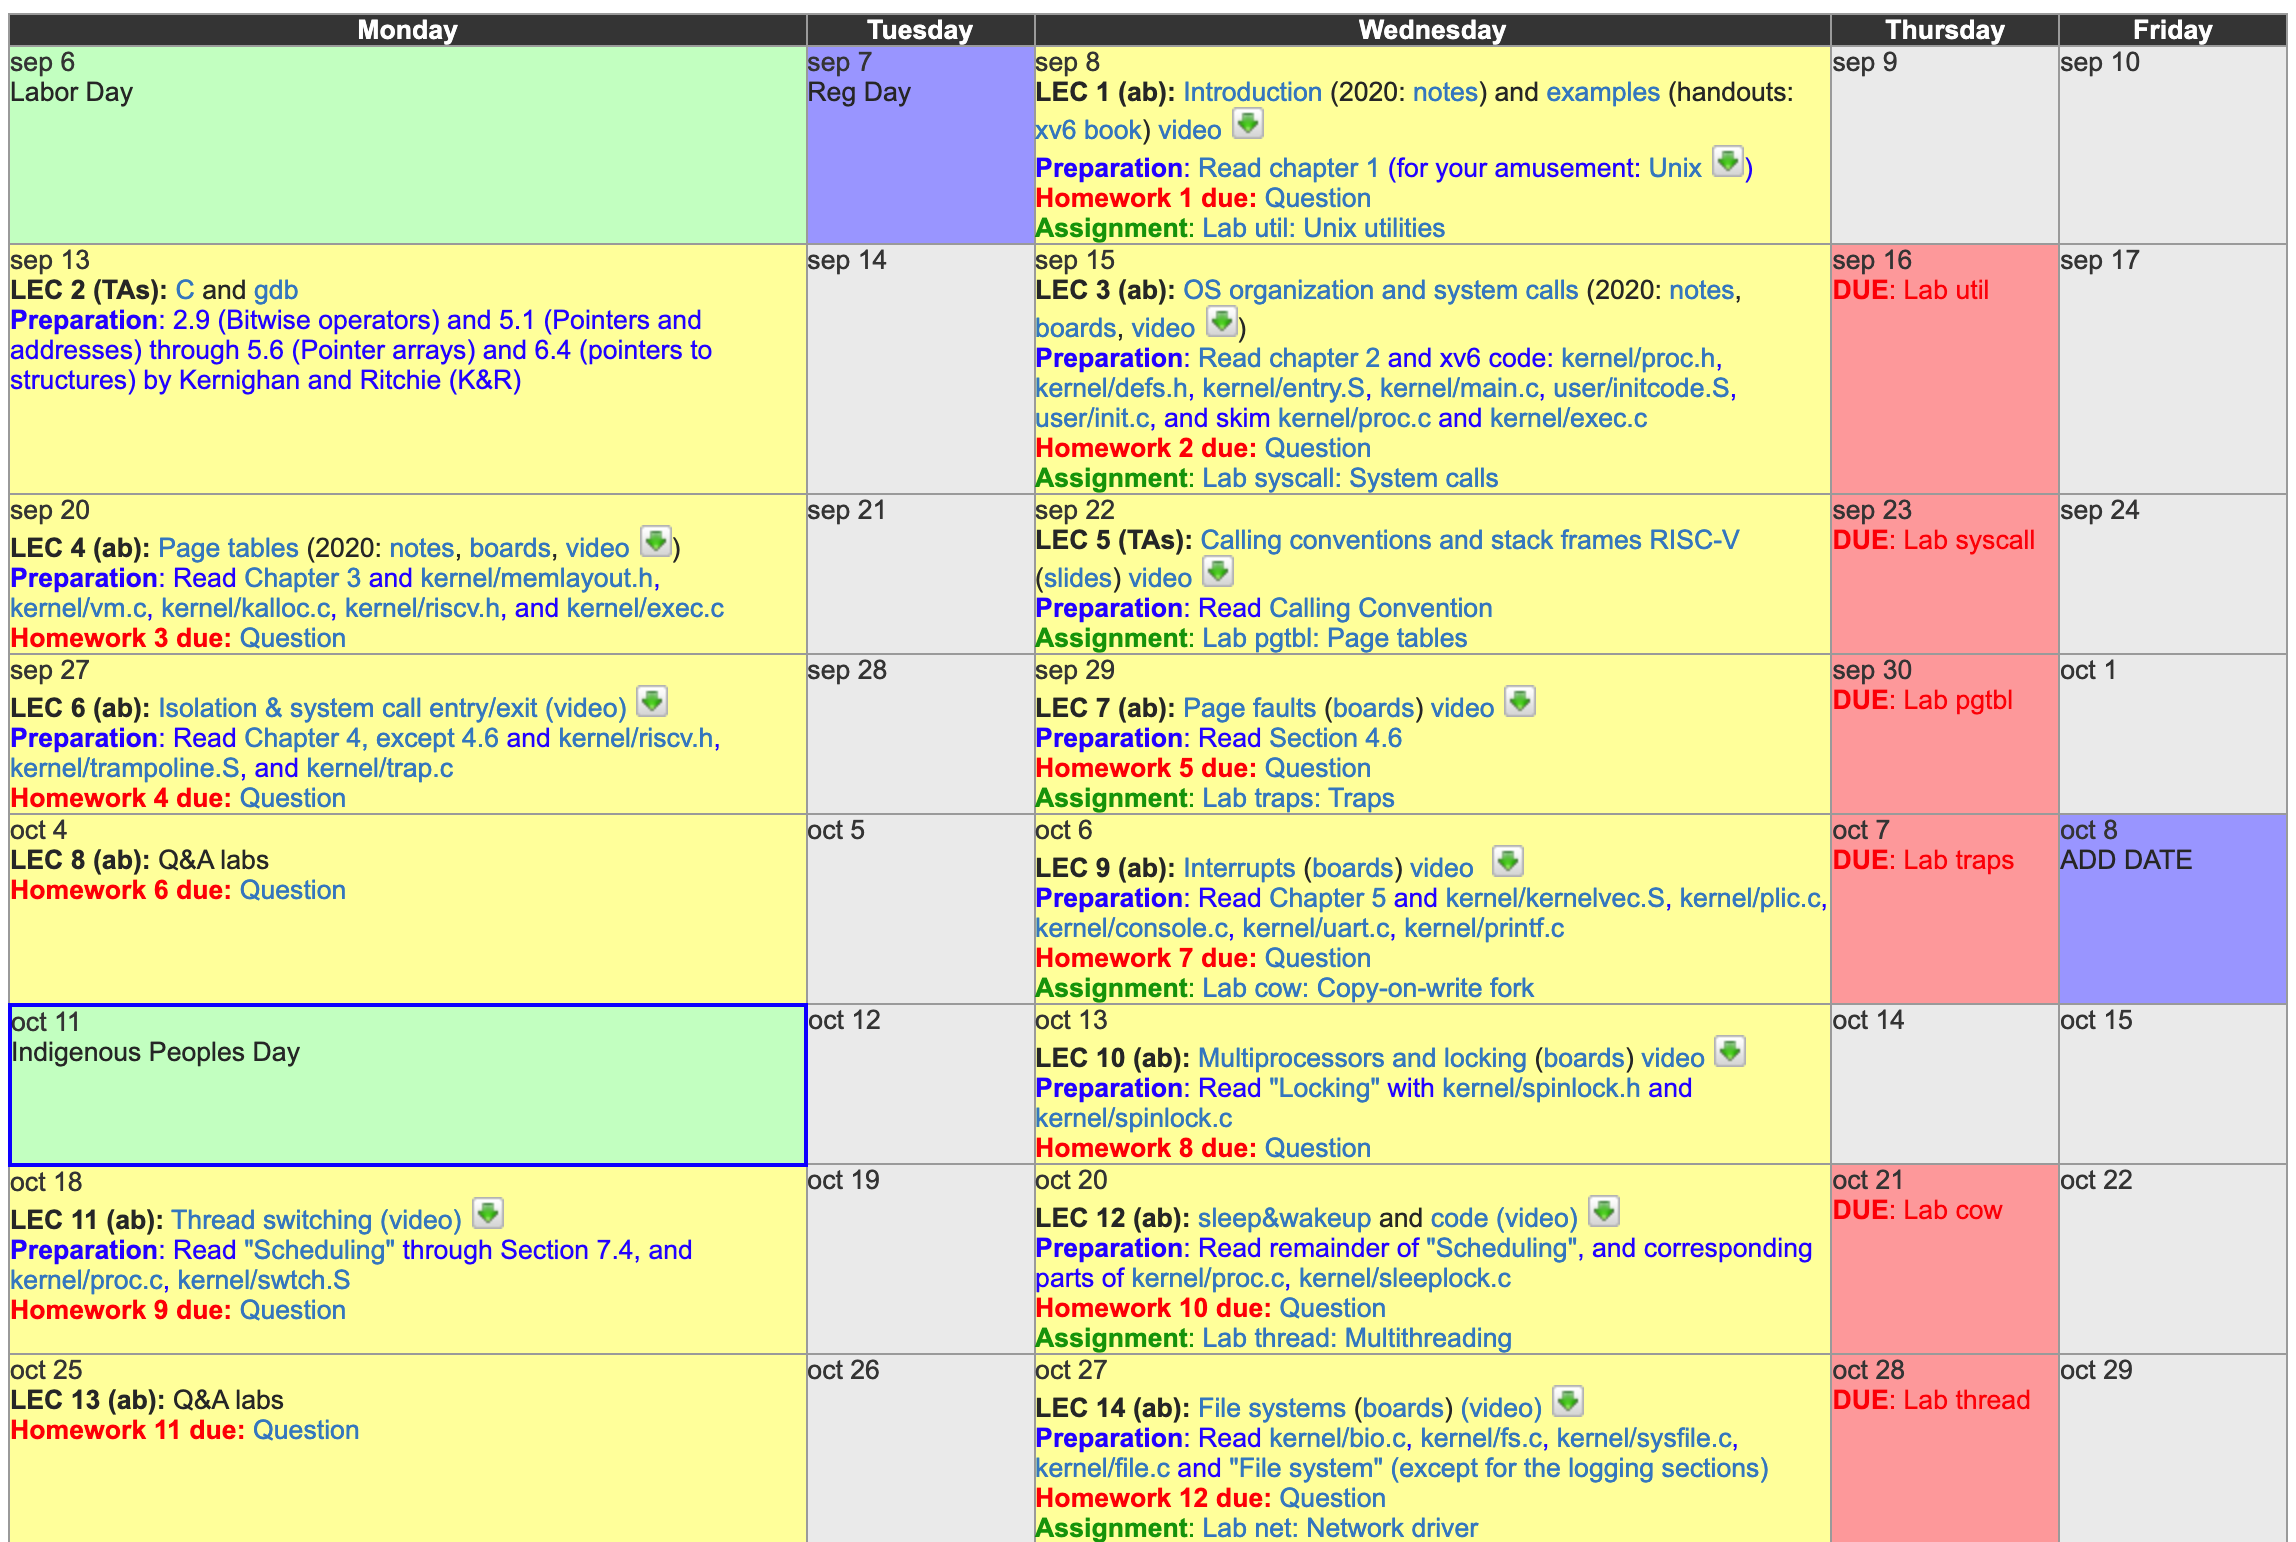 Monday Tuesday Wednesday Thursday Friday
sep 6
Labor Day
sep 7
Reg Day
sep 8
LEC 1 (ab): Introduction (2020: notes) and examples (handouts:
xv6 book) video
Preparation: Read chapter 1 (for your amusement: Unix )
Homework 1 due: Question
Assignment: Lab util: Unix utilities
sep 9
sep 10
sep 13
LEC 2 (TAs): C and gdb
Preparation: 2.9 (Bitwise operators) and 5.1 (Pointers and
addresses) through 5.6 (Pointer arrays) and 6.4 (pointers to
structures) by Kernighan and Ritchie (K&R)
sep 14
sep 15
LEC 3 (ab): OS organization and system calls (2020: notes,
boards, video )
Preparation: Read chapter 2 and xv6 code: kernel/proc.h,
kernel/defs.h, kernel/entry.S, kernel/main.c, user/initcode.S,
user/init.c, and skim kernel/proc.c and kernel/exec.c
Homework 2 due: Question
Assignment: Lab syscall: System calls
sep 16
DUE: Lab util
sep 17
sep 20
LEC 4 (ab): Page tables (2020: notes, boards, video )
Preparation: Read Chapter 3 and kernel/memlayout.h,
kernel/vm.c, kernel/kalloc.c, kernel/riscv.h, and kernel/exec.c
Homework 3 due: Question
sep 21
sep 22
LEC 5 (TAs): Calling conventions and stack frames RISC-V
(slides) video
Preparation: Read Calling Convention
Assignment: Lab pgtbl: Page tables
sep 23
DUE: Lab syscall
sep 24
sep 27
LEC 6 (ab): Isolation & system call entry/exit (video)
Preparation: Read Chapter 4, except 4.6 and kernel/riscv.h,
kernel/trampoline.S, and kernel/trap.c
Homework 4 due: Question
sep 28
sep 29
LEC 7 (ab): Page faults (boards) video
Preparation: Read Section 4.6
Homework 5 due: Question
Assignment: Lab traps: Traps
sep 30
DUE: Lab pgtbl
oct 1
oct 4
LEC 8 (ab): Q&A labs
Homework 6 due: Question
oct 5
oct 6
LEC 9 (ab): Interrupts (boards) video
Preparation: Read Chapter 5 and kernel/kernelvec.S, kernel/plic.c,
kernel/console.c, kernel/uart.c, kernel/printf.c
Homework 7 due: Question
Assignment: Lab cow: Copy-on-write fork
oct 7
DUE: Lab traps
oct 8
ADD DATE
oct 11
Indigenous Peoples Day
oct 12
oct 13
LEC 10 (ab): Multiprocessors and locking (boards) video
Preparation: Read "Locking" with kernel/spinlock.h and
kernel/spinlock.c
Homework 8 due: Question
oct 14
oct 15
oct 18
LEC 11 (ab): Thread switching (video)
Preparation: Read "Scheduling" through Section 7.4, and
kernel/proc.c, kernel/swtch.S
Homework 9 due: Question
oct 19
oct 20
LEC 12 (ab): sleep&wakeup and code (video)
Preparation: Read remainder of "Scheduling", and corresponding
parts of kernel/proc.c, kernel/sleeplock.c
Homework 10 due: Question
Assignment: Lab thread: Multithreading
oct 21
DUE: Lab cow
oct 22
oct 25
LEC 13 (ab): Q&A labs
Homework 11 due: Question
oct 26
oct 27
LEC 14 (ab): File systems (boards) (video)
Preparation: Read kernel/bio.c, kernel/fs.c, kernel/sysfile.c,
kernel/file.c and "File system" (except for the logging sections)
Homework 12 due: Question
Assignment: Lab net: Network driver
oct 28
DUE: Lab thread
oct 29